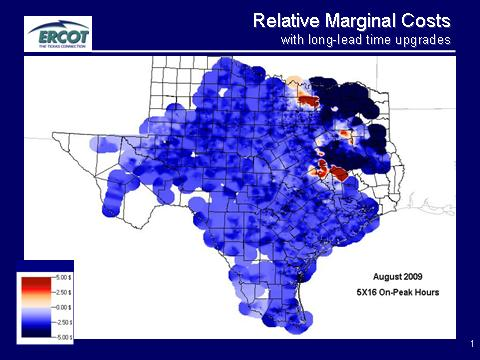 ERCOT
THE TEXAS CONNECTION
Relative Marginal Costs
with long-lead time upgrades
August 2009
5X16 On-Peak Hours
5.00 $
2.50 $
0.00 $
-2.50 $
-5.00 $
1